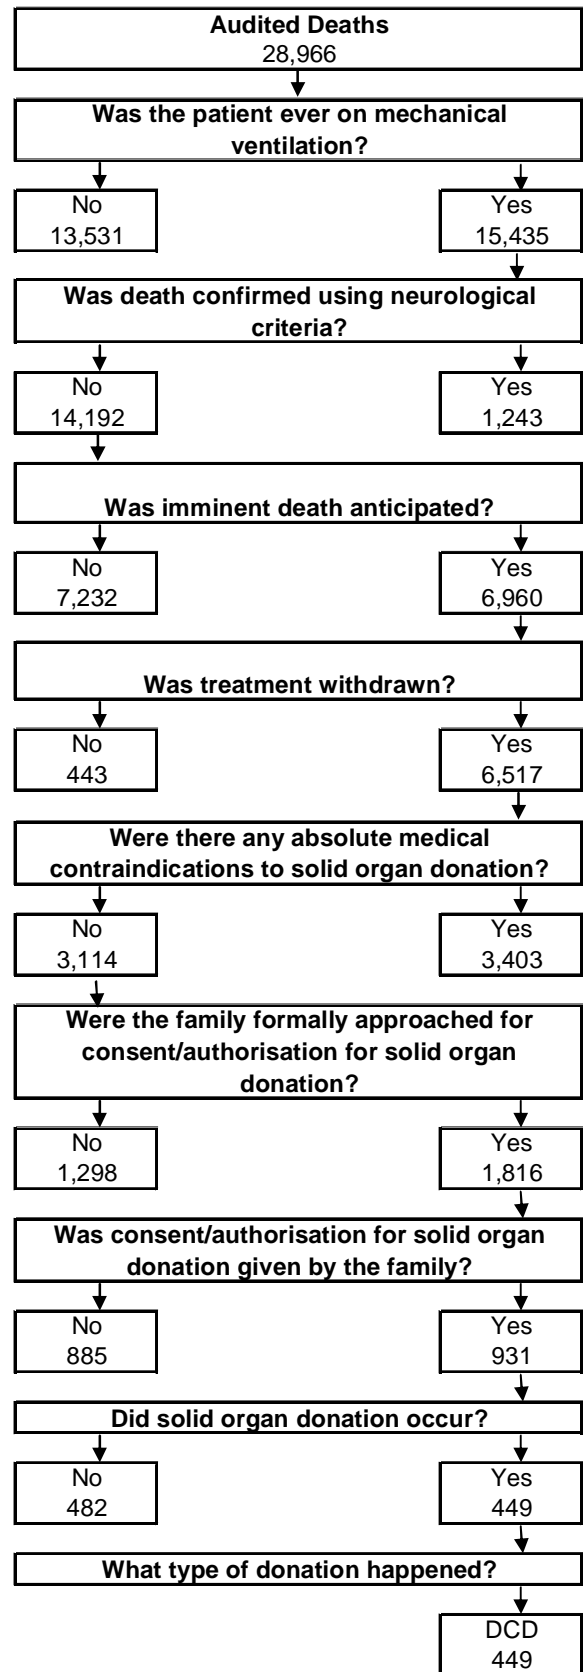 Audited Deaths
28,966
Was the patient ever on mechanical
ventilation?
No
13,531
Yes
15,435
Was death confirmed using neurological
criteria?
No
14,192
Yes
1,243
Was imminent death anticipated?
No
7,232
Yes
6,960
Was treatment withdrawn?
No
443
Yes
6,517
Were there any absolute medical
contraindications to solid organ donation?
No
3,114
Yes
3,403
Were the family formally approached for
consent/authorisation for solid organ
donation?
No
1,298
Yes
1,816
Was consent/authorisation for solid organ
donation given by the family?
No
885
Yes
931
Did solid organ donation occur?
No
482
Yes
449
What type of donation happened?
DCD
449